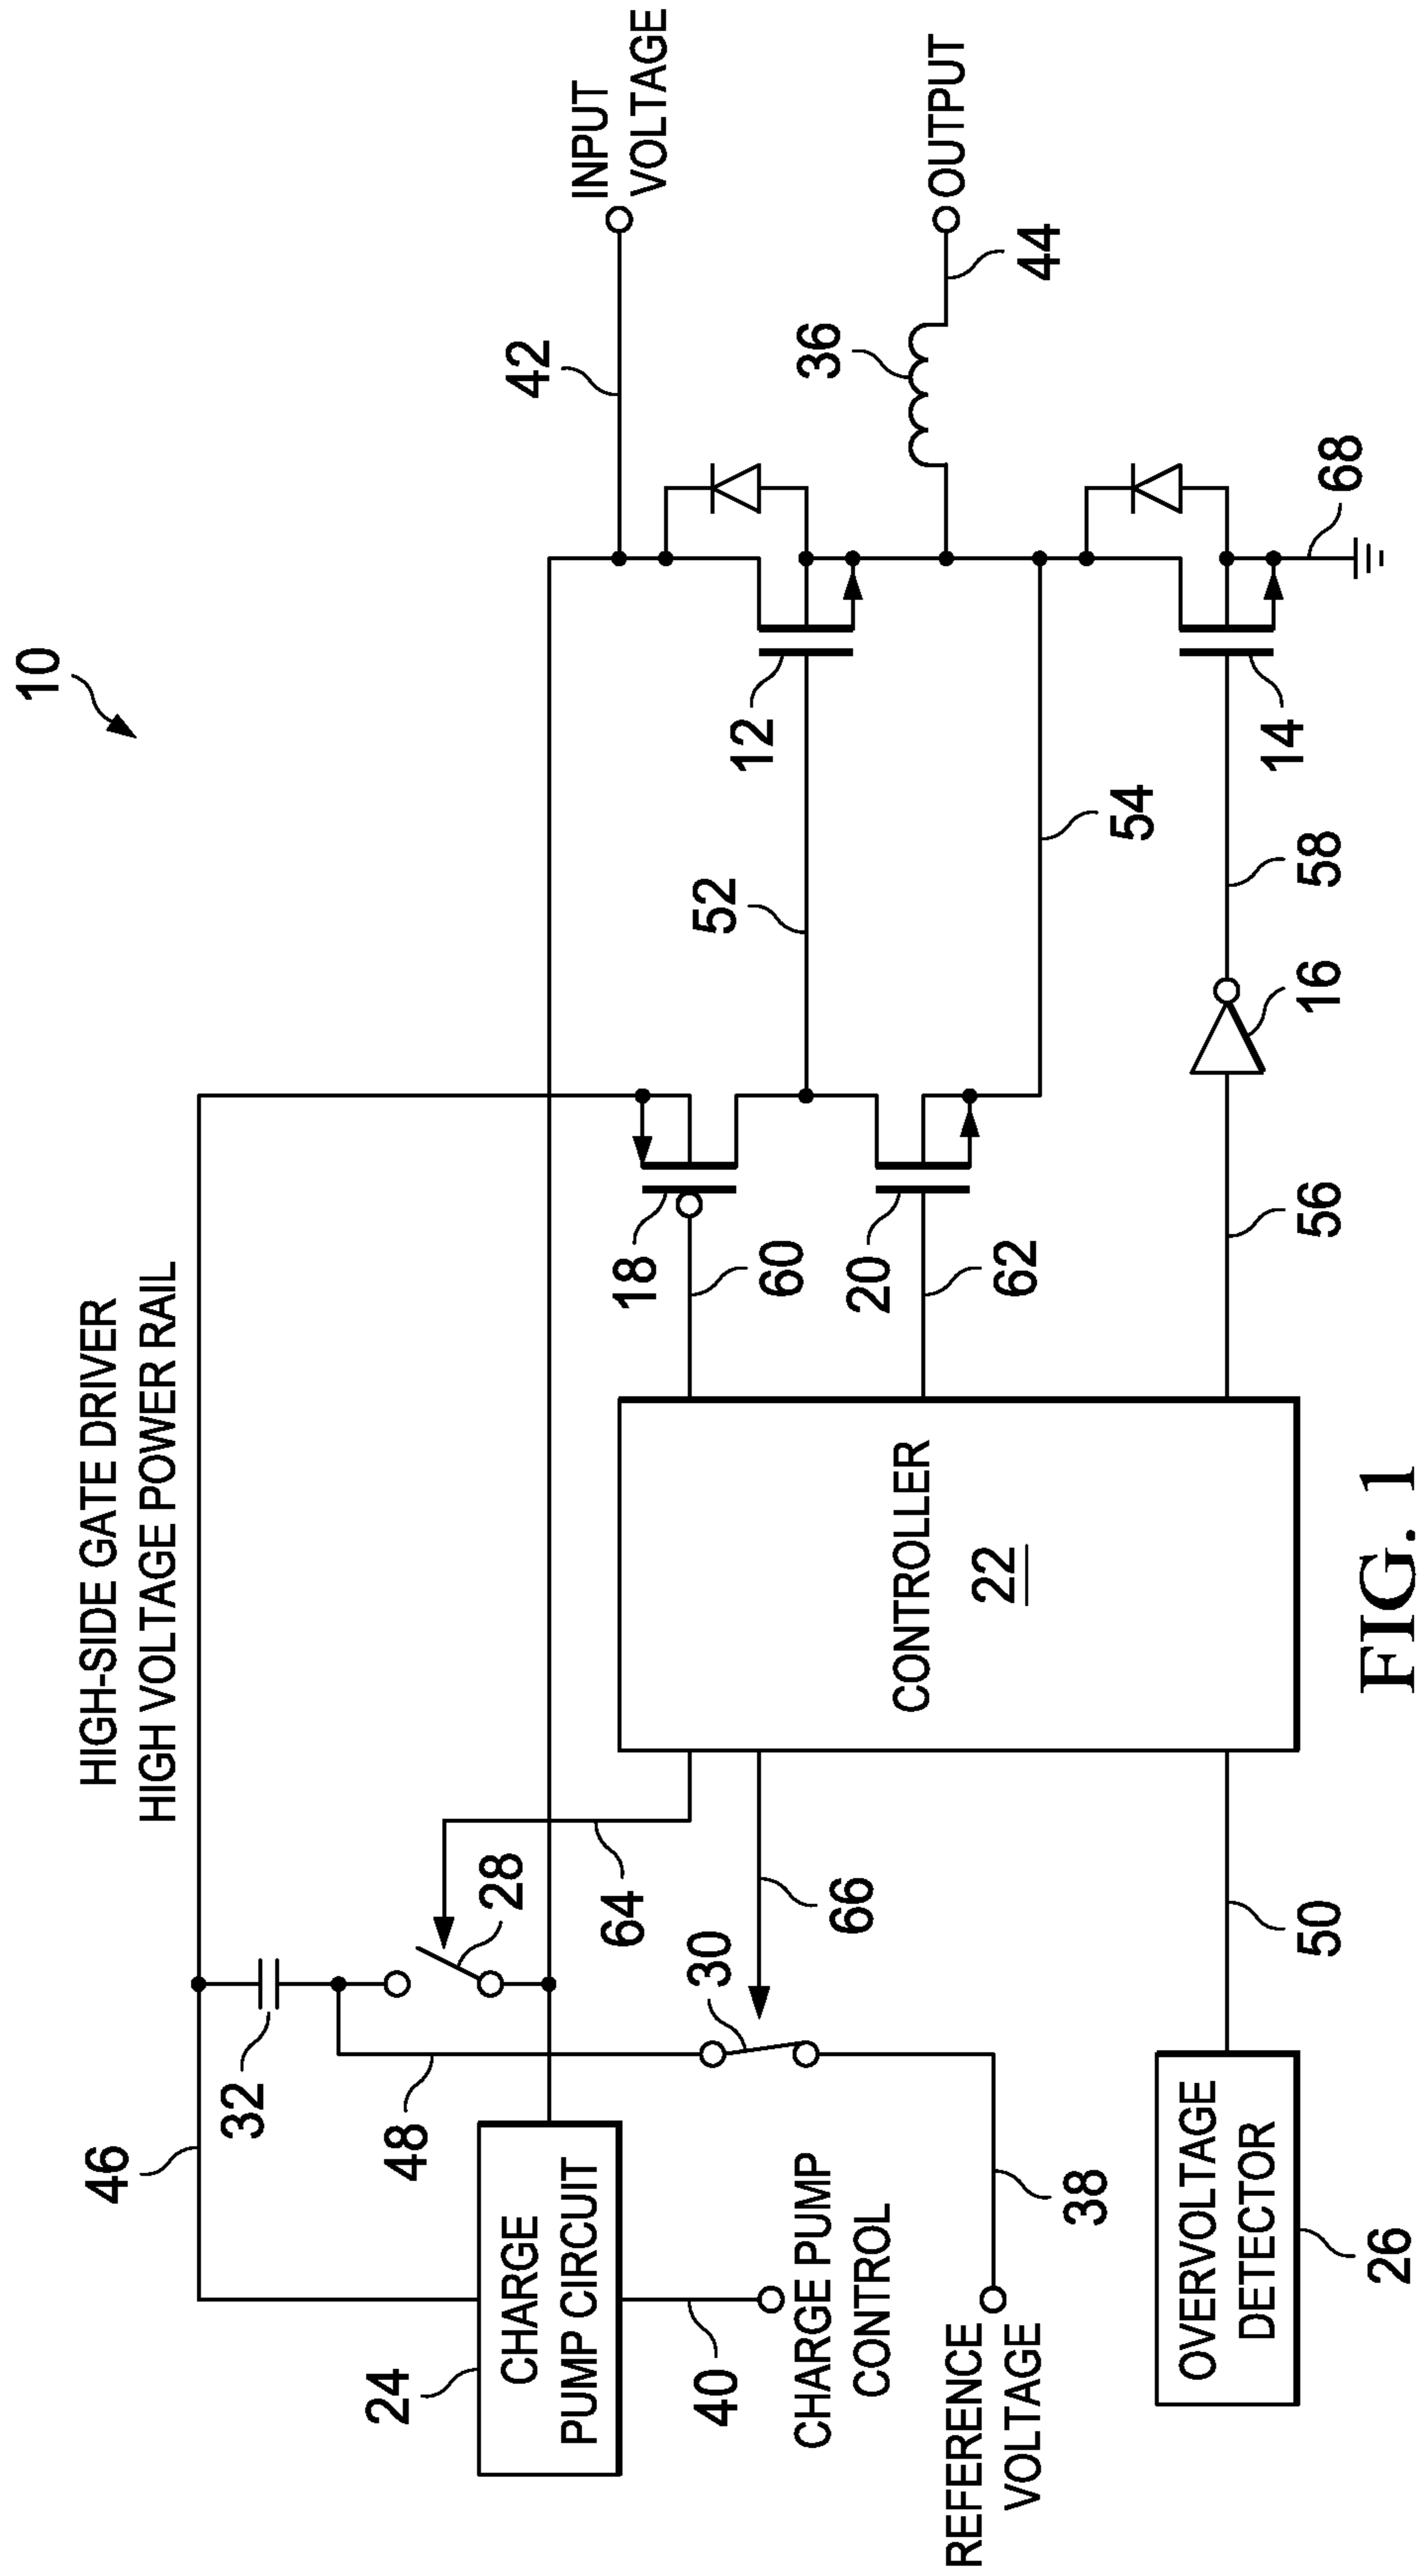 10
HIGH-SIDE GATE DRIVER
HIGH VOLTAGE POWER RAIL
46
32
48
28
64
24
CHARGE
PUMP CIRCUIT
40
CHARGE PUMP
CONTROL
30
66
38
REFERENCE
VOLTAGE
OVERVOLTAGE
DETECTOR
26
50
CONTROLLER
22
18
60
20
62
56
16
58
52
54
12
14
42
INPUT
VOLTAGE
36
44
OUTPUT
68
FIG. 1